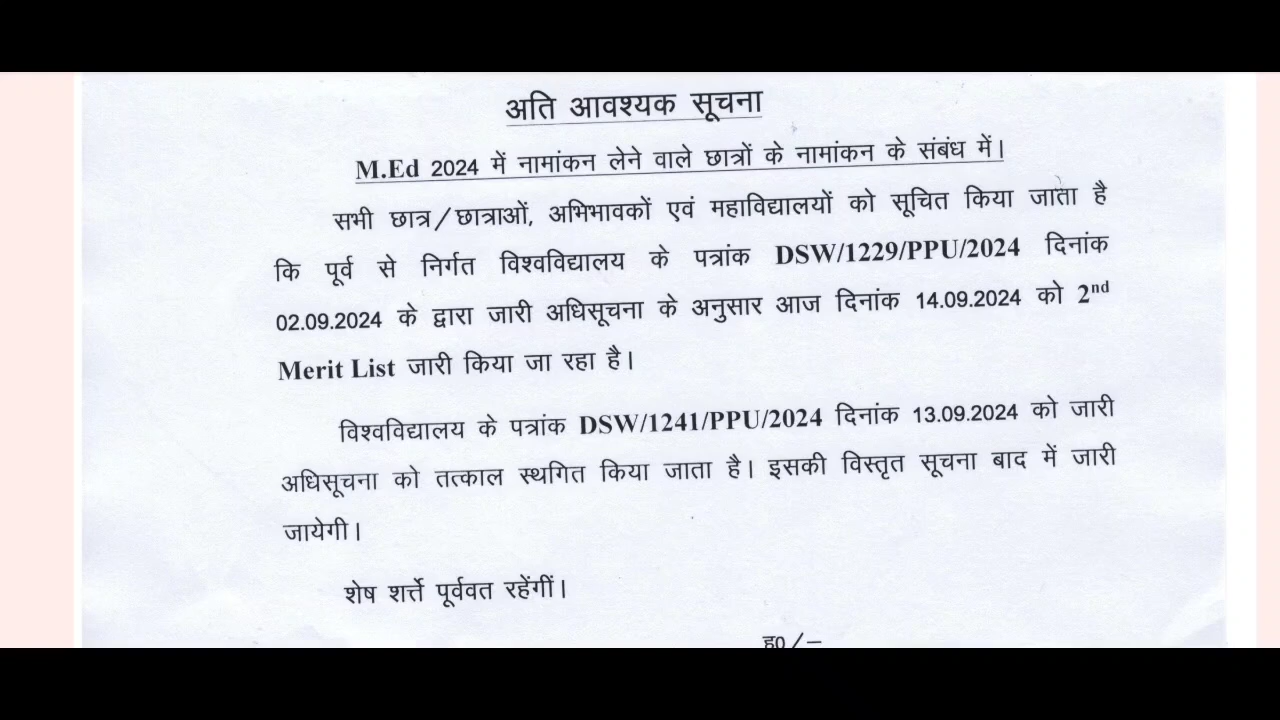 अति आवश्यक सूचना
M.Ed 2024 में नामांकन लेने वाले छात्रों के नामांकन के संबंध में।
सभी छात्र/छात्राओं, अभिभावकों एवं महाविद्यालयों को सूचित किया जाता है
कि पूर्व से निर्गत विश्वविद्यालय के पत्रांक DSW/1229/PPU/2024 दिनांक
02.09.2024 के द्वारा जारी अधिसूचना के अनुसार आज दिनांक 14.09.2024 को 2nd
Merit List जारी किया जा रहा है।
विश्वविद्यालय के पत्रांक DSW/1241/PPU/2024 दिनांक 13.09.2024 को जारी
अधिसूचना को तत्काल स्थगित किया जाता है। इसकी विस्तृत सूचना बाद में जारी
जायेगी।
शेष शर्त्ते पूर्ववत रहेंगीं।
ह0/—